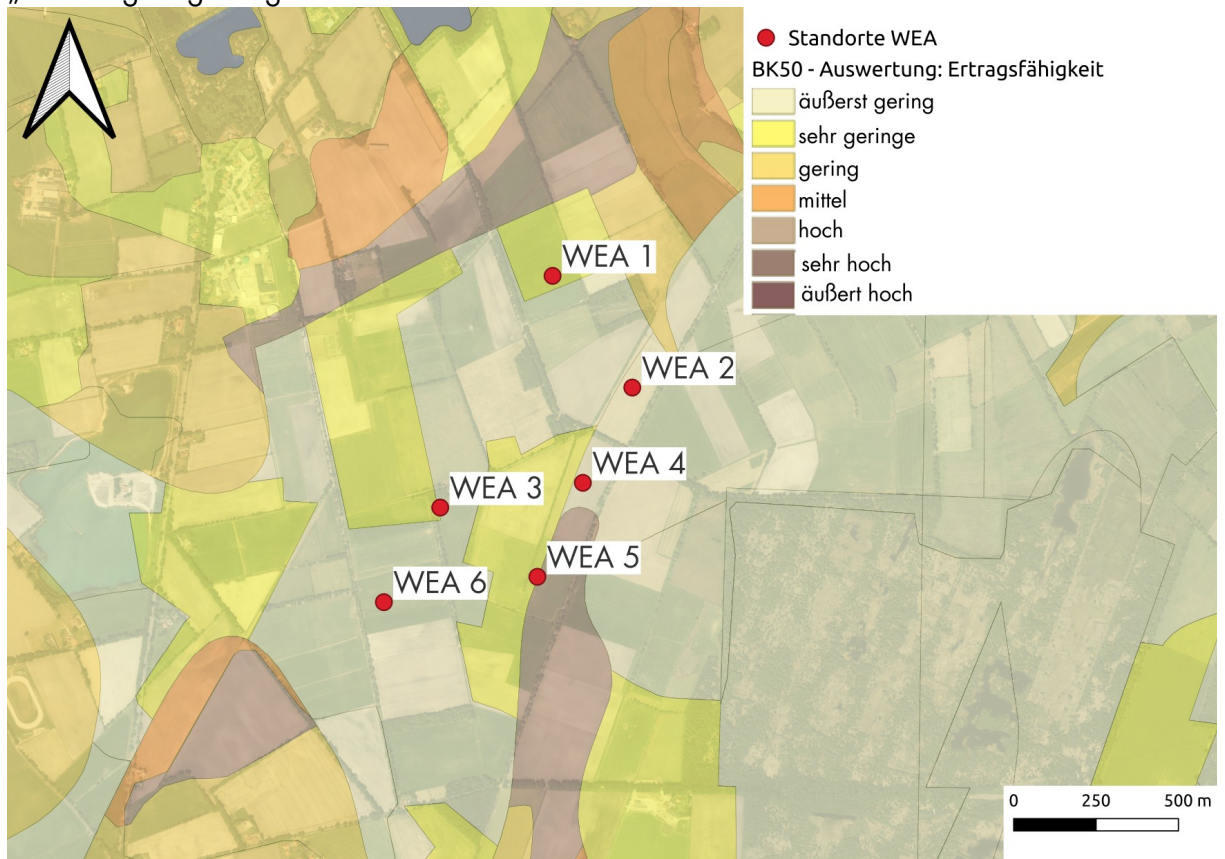 Standorte WEA
BK50 - Auswertung: Ertragsfähigkeit
äußerst gering
sehr geringe
gering
mittel
hoch
sehr hoch
äußert hoch
WEA 1
WEA 2
WEA 4
WEA 3
WEA 5
WEA 6
0 250 500 m